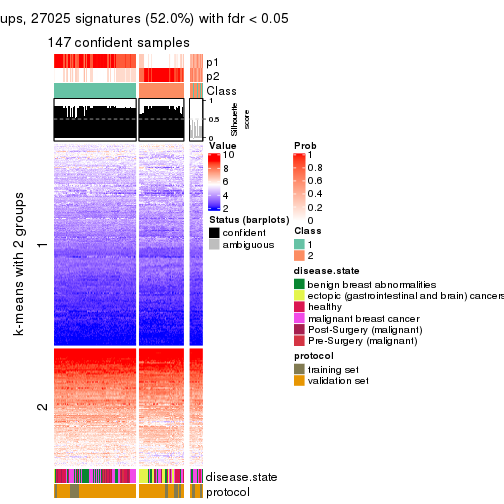 ups, 27025 signatures (52.0%) with fdr < 0.05
147 confident samples
p1
p2
Class
1
0.5
0
Silhouette
score
k-means with 2 groups
1
2
disease.state
protocol
Value
10
8
6
4
2
Status (barplots)
confident
ambiguous
Prob
1
0.8
0.6
0.4
0.2
0
Class
1
2
disease.state
benign breast abnormalities
ectopic (gastrointestinal and brain) cancers
healthy
malignant breast cancer
Post-Surgery (malignant)
Pre-Surgery (malignant)
protocol
training set
validation set